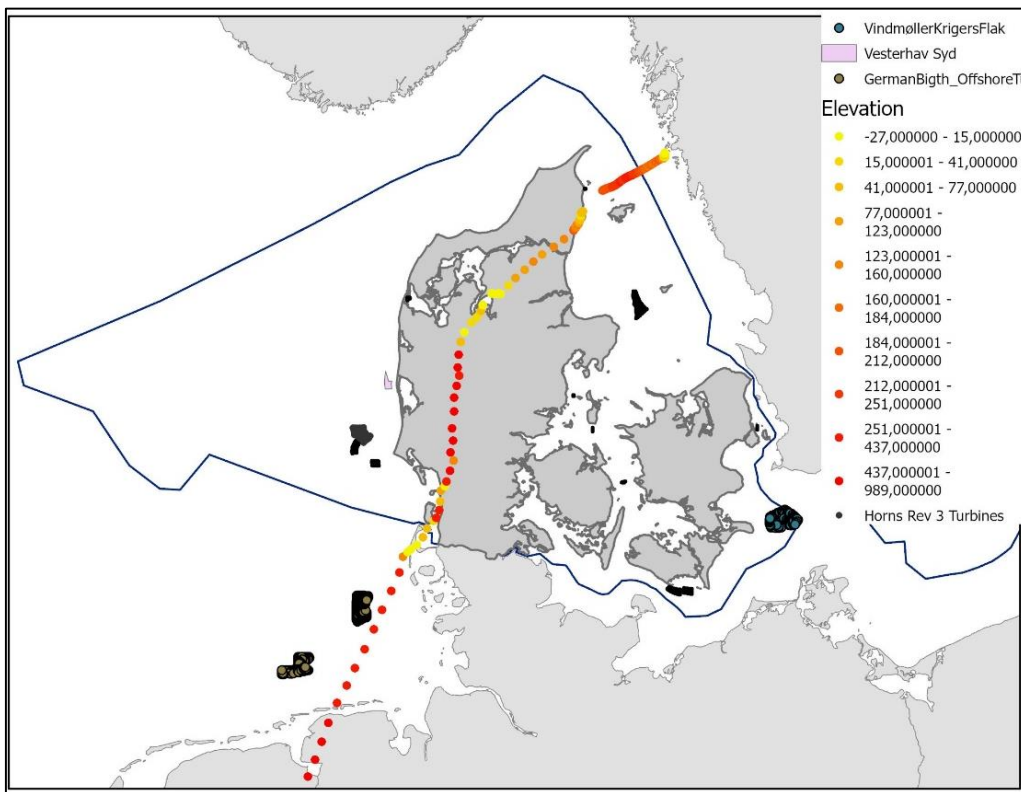 VindmøllerKrigersFlak
Vesterhav Syd
GermanBigth_OffshoreT
Elevation
-27,000000 - 15,000000
15,000001 - 41,000000
41,000001 - 77,000000
77,000001 -
123,000000
123,000001 -
160,000000
160,000001 -
184,000000
184,000001 -
212,000000
212,000001 -
251,000000
251,000001 -
437,000000
437,000001 -
989,000000
Horns Rev 3 Turbines